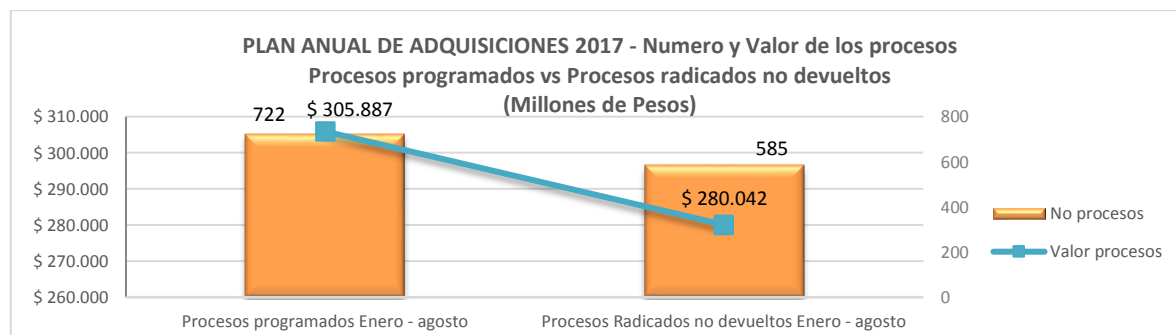 PLAN ANUAL DE ADQUISICIONES 2017 - Numero y Valor de los procesos
Procesos programados vs Procesos radicados no devueltos
(Millones de Pesos)
$ 310.000
$ 300.000
$ 290.000
$ 280.000
$ 270.000
$ 260.000
722
$ 305.887
585
$ 280.042
800
600
400
200
0
No procesos
Valor procesos
Procesos programados Enero - agosto
Procesos Radicados no devueltos Enero - agosto